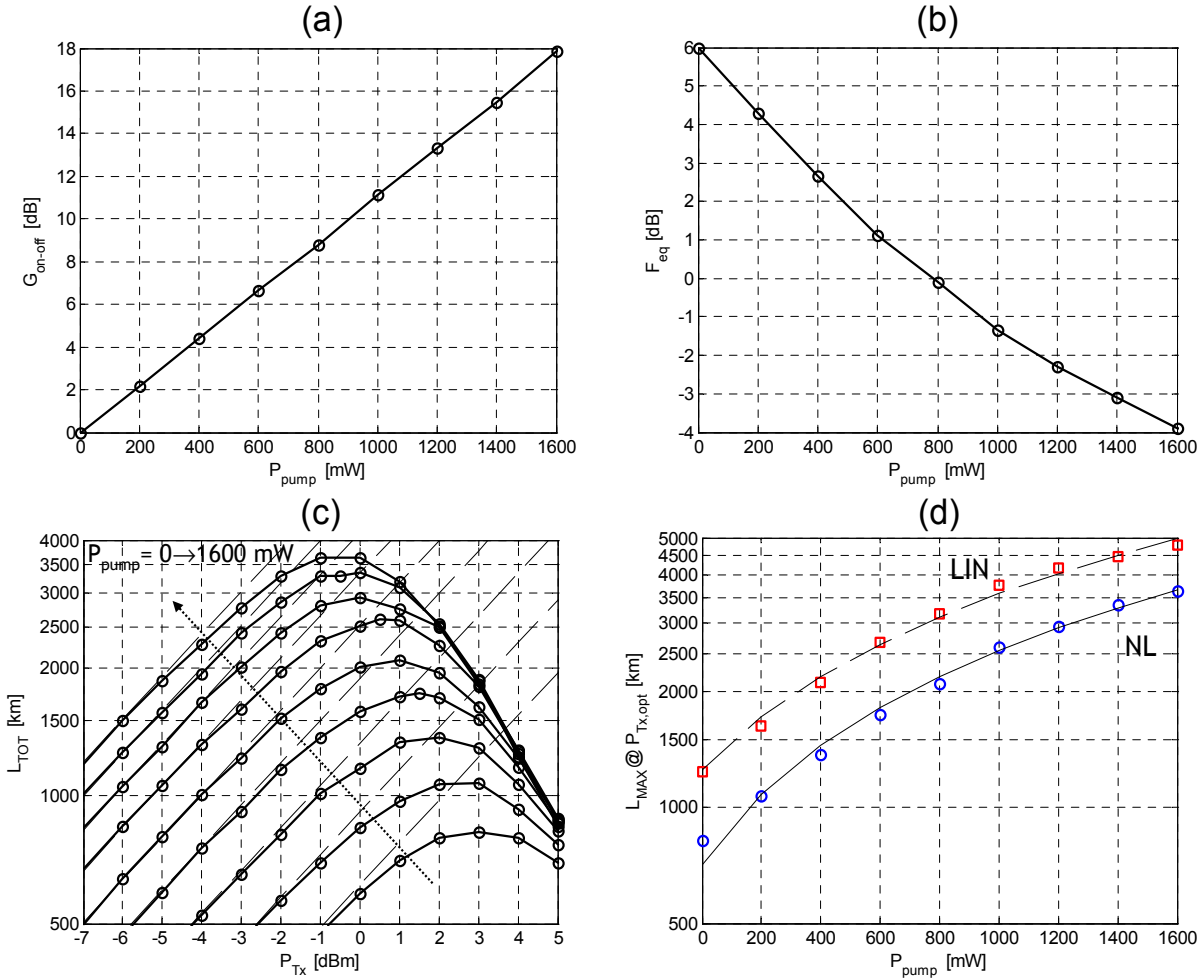 (a)
18
16
14
12
10
8
6
4
2
0
G_on-off [dB]
0 200 400 600 800 1000 1200 1400 1600
P_pump [mW]
(b)
6
5
4
3
2
1
0
-1
-2
-3
-4
F_eq [dB]
0 200 400 600 800 1000 1200 1400 1600
P_pump [mW]
(c)
P_pump = 0→1600 mW
4000
3500
3000
2500
2000
1500
1000
500
L_TOT [km]
-7 -6 -5 -4 -3 -2 -1 0 1 2 3 4 5
P_Tx [dBm]
(d)
5000
4500
4000
3500
3000
2500
2000
1500
1000
500
L_MAX @ P_Tx,opt [km]
LIN
NL
0 200 400 600 800 1000 1200 1400 1600
P_pump [mW]